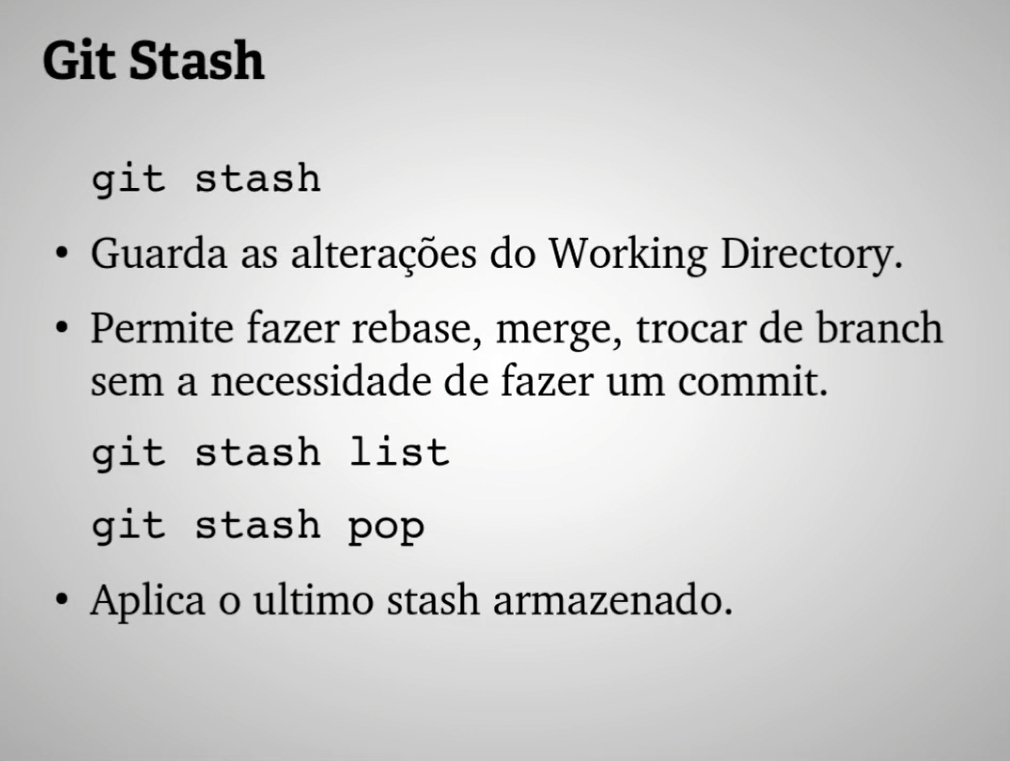 Git Stash
git stash
• Guarda as alterações do Working Directory.
• Permite fazer rebase, merge, trocar de branch
sem a necessidade de fazer um commit.
git stash list
git stash pop
• Aplica o ultimo stash armazenado.